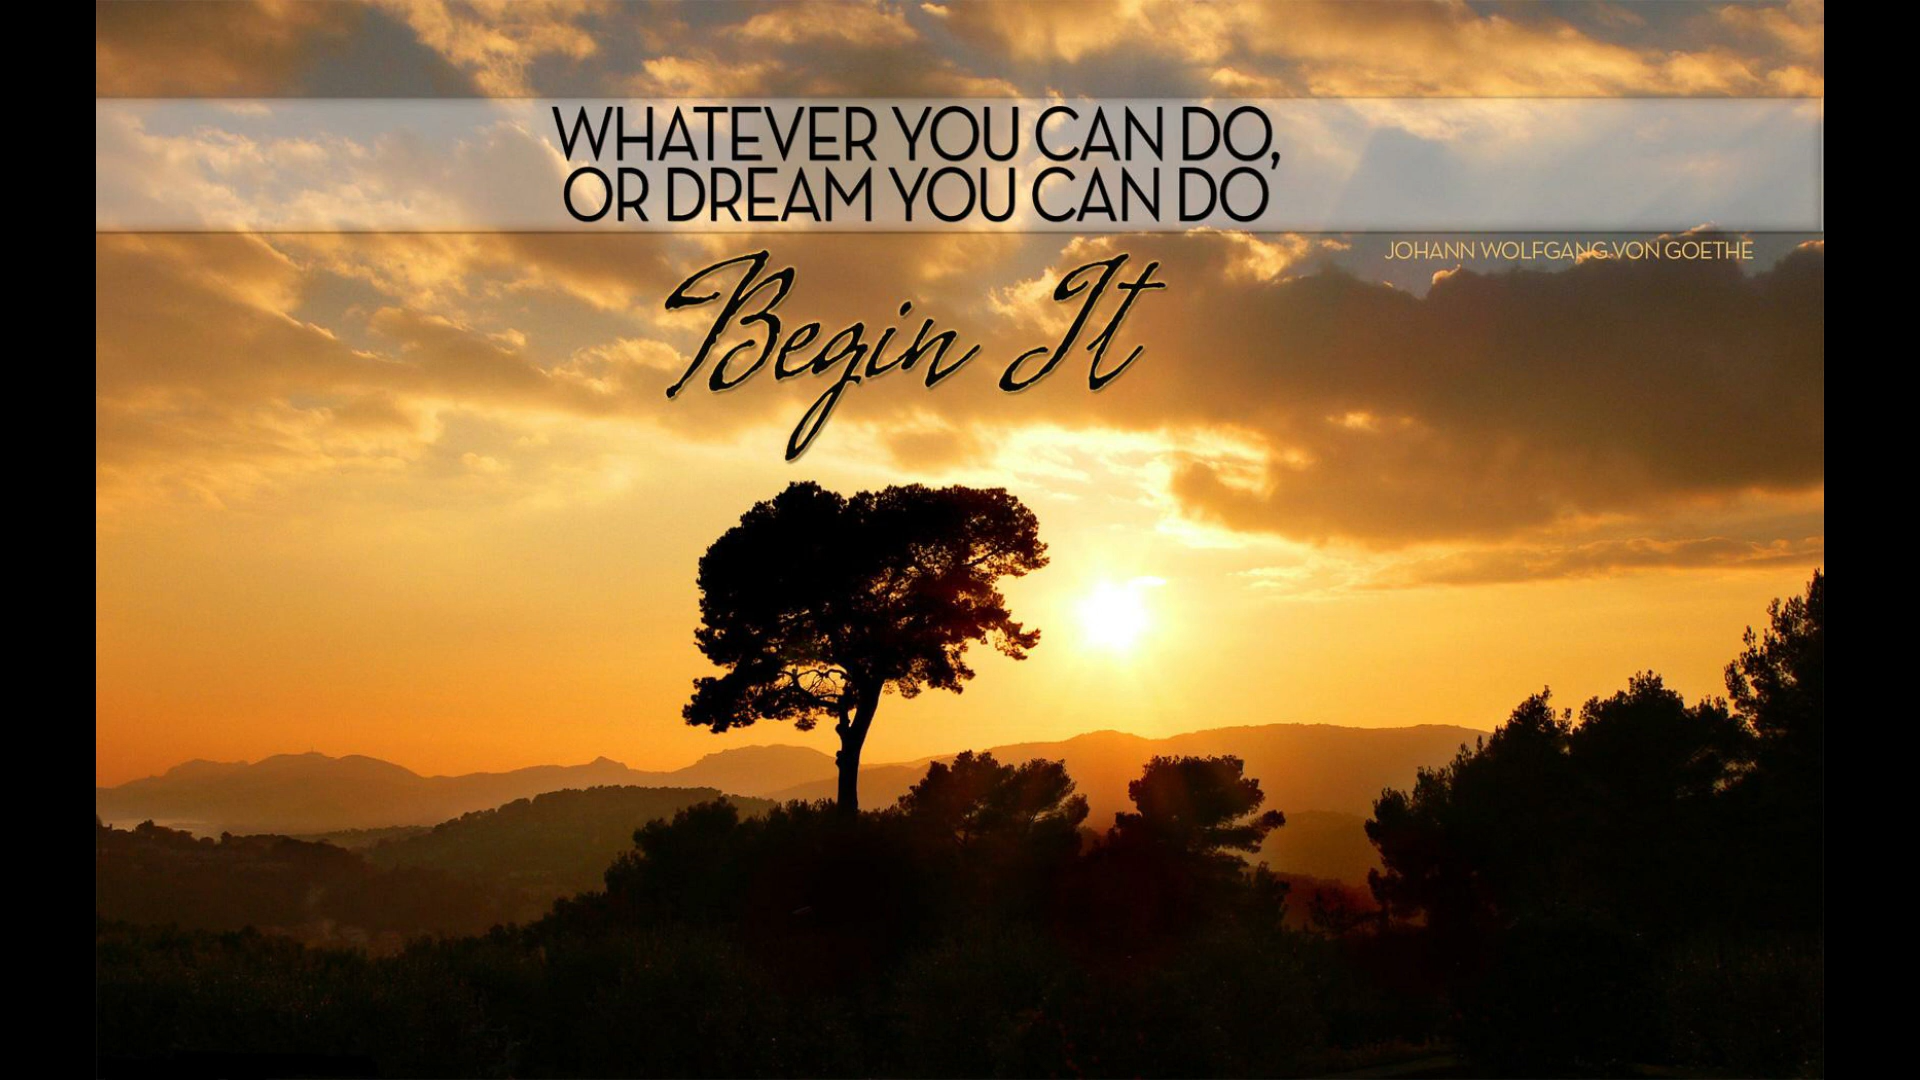 WHATEVER YOU CAN DO,
OR DREAM YOU CAN DO
JOHANN WOLFGANG VON GOETHE
Begin It